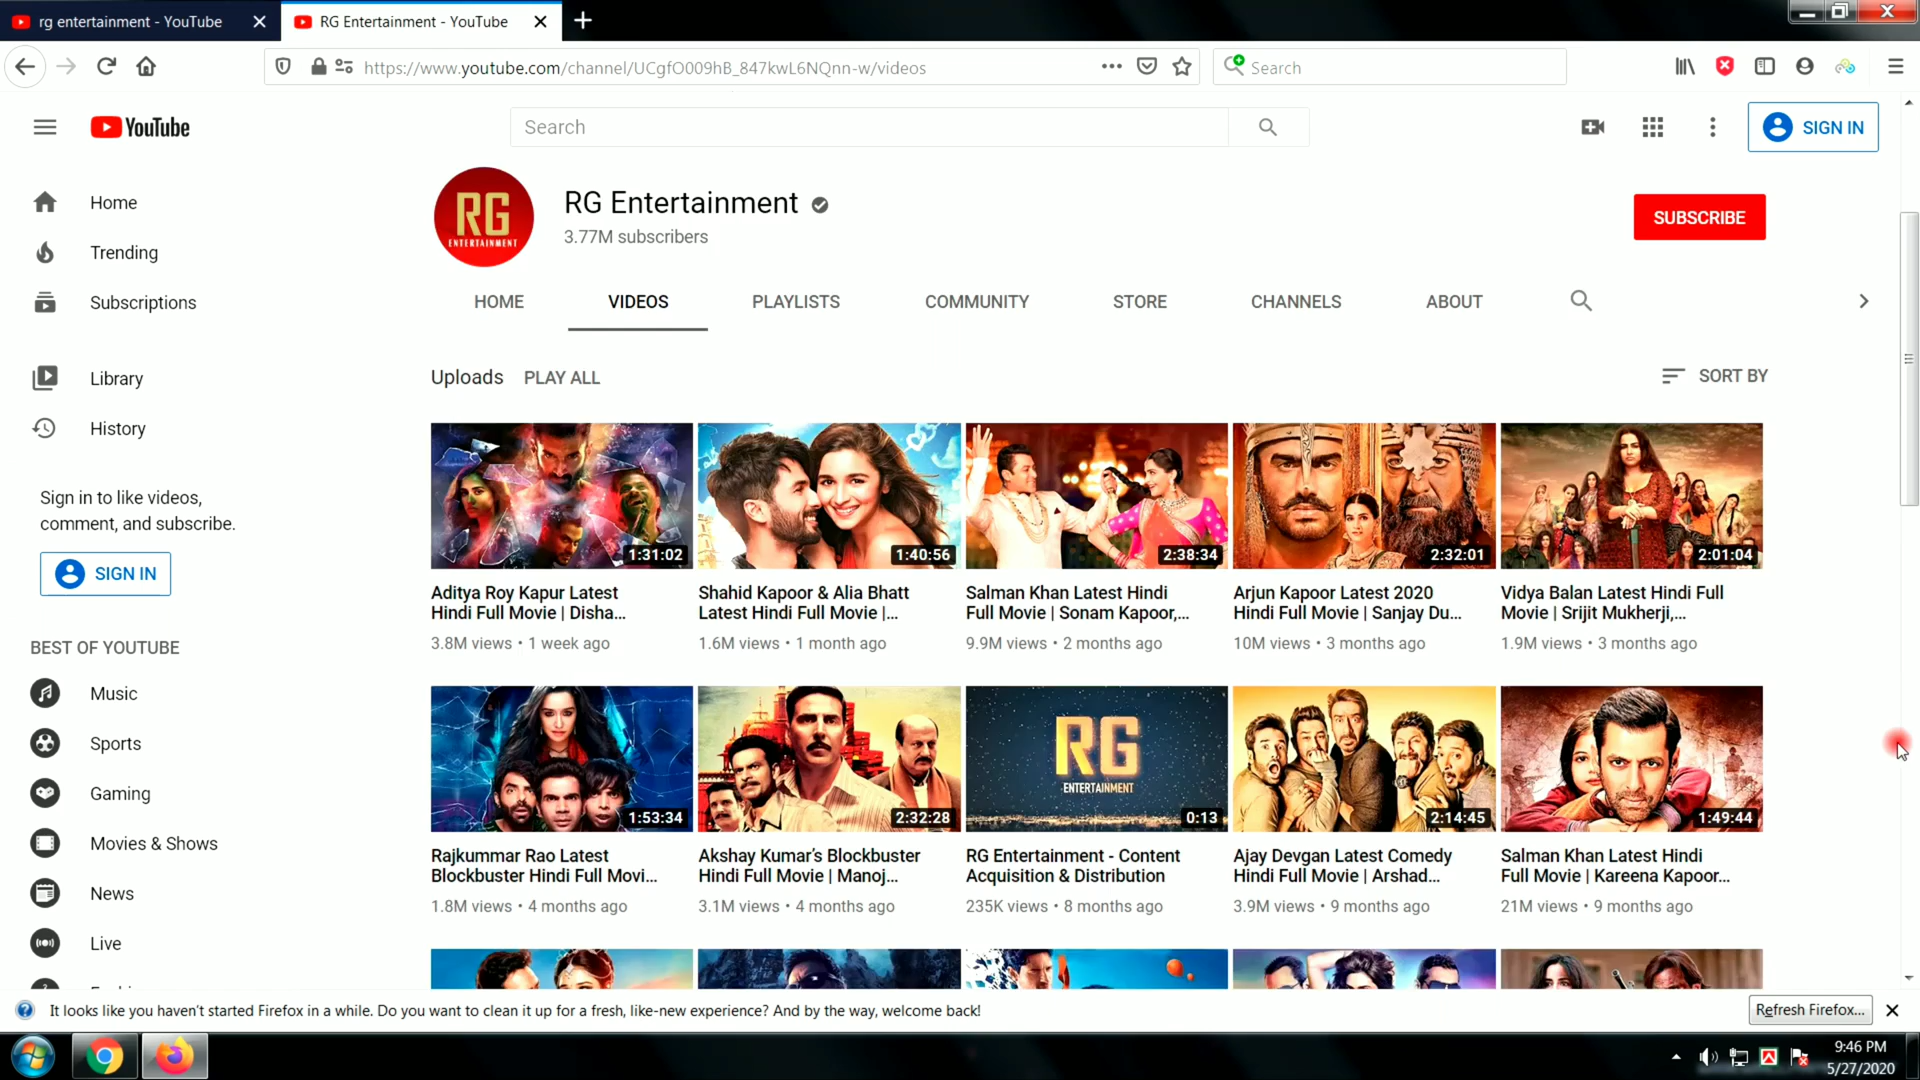 rg entertainment - YouTube
RG Entertainment - YouTube
https://www.youtube.com/channel/UCgfO009hB_847kwL6NQnn-w/videos
Search
YouTube
Search
SIGN IN
RG
ENTERTAINMENT
RG Entertainment
3.77M subscribers
SUBSCRIBE
HOME
VIDEOS
PLAYLISTS
COMMUNITY
STORE
CHANNELS
ABOUT
Home
Trending
Subscriptions
Library
History
Sign in to like videos,
comment, and subscribe.
SIGN IN
BEST OF YOUTUBE
Music
Sports
Gaming
Movies & Shows
News
Live
Uploads
PLAY ALL
SORT BY
1:31:02
1:40:56
2:38:34
2:32:01
2:01:04
Aditya Roy Kapur Latest
Hindi Full Movie | Disha...
3.8M views • 1 week ago
Shahid Kapoor & Alia Bhatt
Latest Hindi Full Movie |...
1.6M views • 1 month ago
Salman Khan Latest Hindi
Full Movie | Sonam Kapoor,...
9.9M views • 2 months ago
Arjun Kapoor Latest 2020
Hindi Full Movie | Sanjay Du...
10M views • 3 months ago
Vidya Balan Latest Hindi Full
Movie | Srijit Mukherji,...
1.9M views • 3 months ago
1:53:34
2:32:28
RG
ENTERTAINMENT
0:13
2:14:45
1:49:44
Rajkummar Rao Latest
Blockbuster Hindi Full Movi...
1.8M views • 4 months ago
Akshay Kumar's Blockbuster
Hindi Full Movie | Manoj...
3.1M views • 4 months ago
RG Entertainment - Content
Acquisition & Distribution
235K views • 8 months ago
Ajay Devgan Latest Comedy
Hindi Full Movie | Arshad...
3.9M views • 9 months ago
Salman Khan Latest Hindi
Full Movie | Kareena Kapoor...
21M views • 9 months ago
It looks like you haven't started Firefox in a while. Do you want to clean it up for a fresh, like-new experience? And by the way, welcome back!
Refresh Firefox...
9:46 PM
5/27/2020